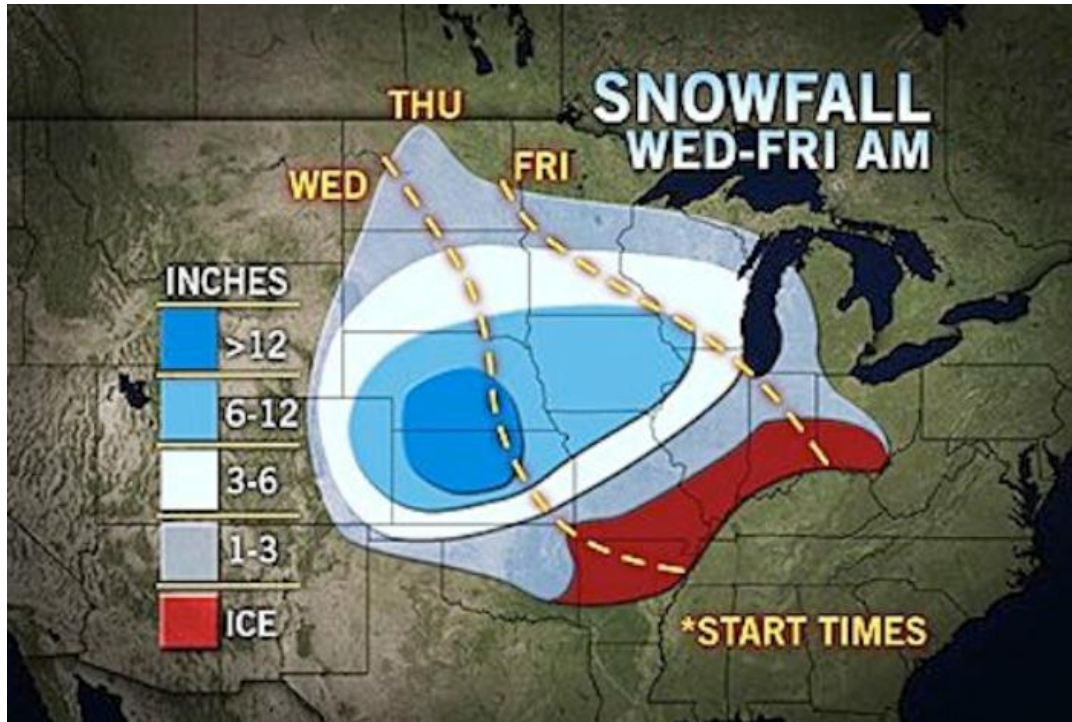 SNOWFALL
WED-FRI AM
THU
FRI
WED
INCHES
>12
6-12
3-6
1-3
ICE
*START TIMES